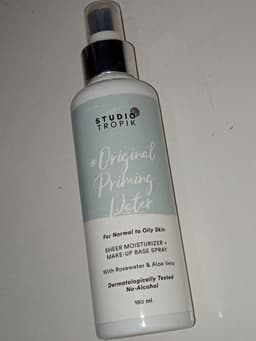 STUDIO
TROPIK
#Original
Priming
Water
For Normal to Oily Skin
SHEER MOISTURIZER +
MAKE-UP BASE SPRAY
With Rosewater & Aloe Vera
Dermatologically Tested
No-Alcohol
150 ml